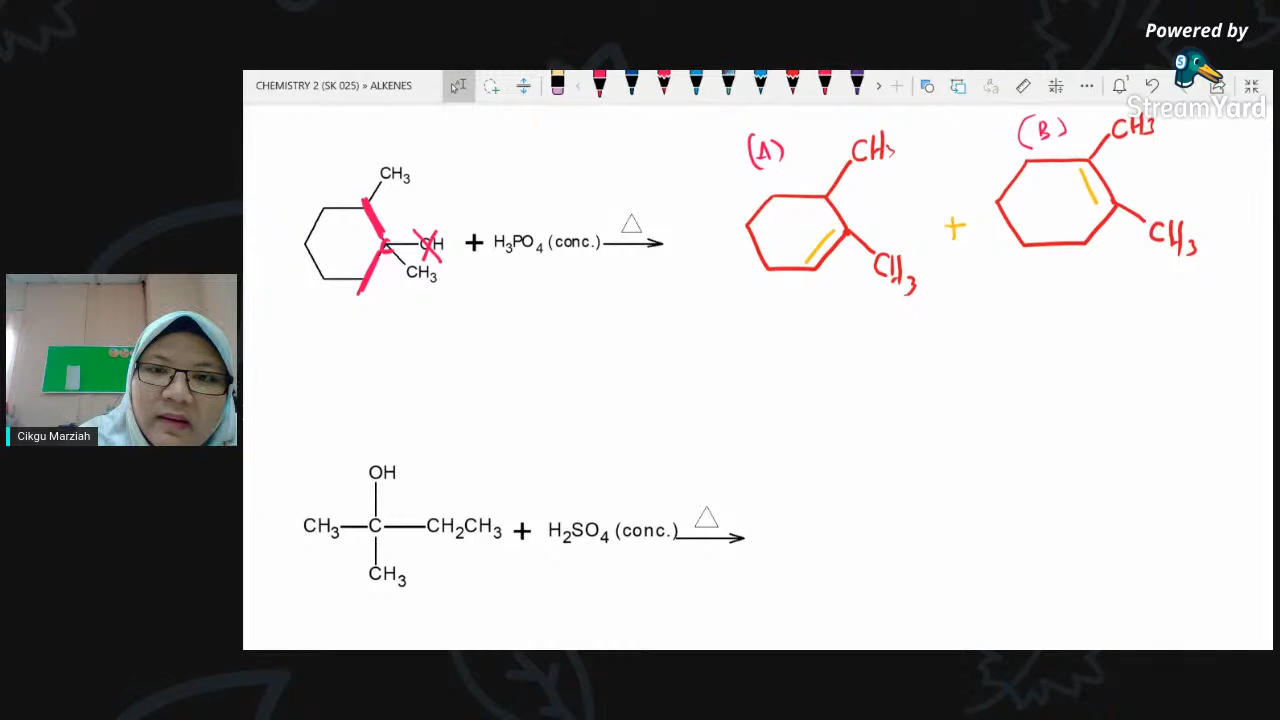 Powered by
StreamYard
CHEMISTRY 2 (SK 025) » ALKENES
(A)
CH3
CH3
+
(B)
CH3
CH3
CH₃
OH
CH₃
+ H₃PO₄ (conc.)
△
OH
CH₃—C—CH₂CH₃ + H₂SO₄ (conc.)
△
CH₃
Cikgu Marziah